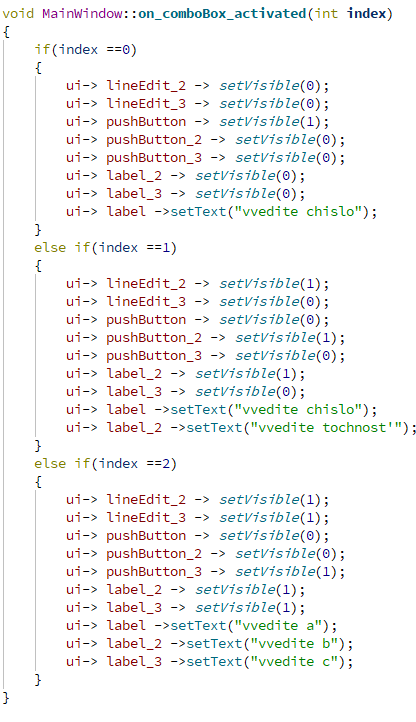 void MainWindow::on_comboBox_activated(int index)
{
    if(index ==0)
    {
        ui-> lineEdit_2 -> setVisible(0);
        ui-> lineEdit_3 -> setVisible(0);
        ui-> pushButton -> setVisible(1);
        ui-> pushButton_2 -> setVisible(0);
        ui-> pushButton_3 -> setVisible(0);
        ui-> label_2 -> setVisible(0);
        ui-> label_3 -> setVisible(0);
        ui-> label ->setText("vvedite chislo");
    }
    else if(index ==1)
    {
        ui-> lineEdit_2 -> setVisible(1);
        ui-> lineEdit_3 -> setVisible(0);
        ui-> pushButton -> setVisible(0);
        ui-> pushButton_2 -> setVisible(1);
        ui-> pushButton_3 -> setVisible(0);
        ui-> label_2 -> setVisible(1);
        ui-> label_3 -> setVisible(0);
        ui-> label ->setText("vvedite chislo");
        ui-> label_2 ->setText("vvedite tochnost'");
    }
    else if(index ==2)
    {
        ui-> lineEdit_2 -> setVisible(1);
        ui-> lineEdit_3 -> setVisible(1);
        ui-> pushButton -> setVisible(0);
        ui-> pushButton_2 -> setVisible(0);
        ui-> pushButton_3 -> setVisible(1);
        ui-> label_2 -> setVisible(1);
        ui-> label_3 -> setVisible(1);
        ui-> label ->setText("vvedite a");
        ui-> label_2 ->setText("vvedite b");
        ui-> label_3 ->setText("vvedite c");
    }
}